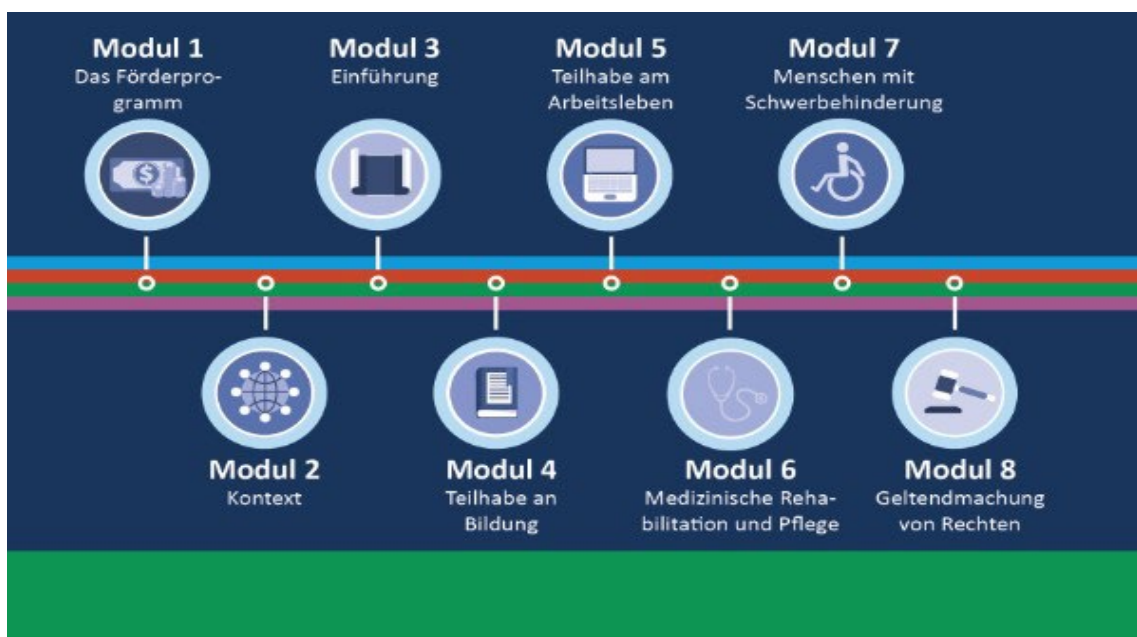 Modul 1
Das Förderpro-
gramm
Modul 3
Einführung
Modul 5
Teilhabe am
Arbeitsleben
Modul 7
Menschen mit
Schwerbehinderung
$
Modul 2
Kontext
Modul 4
Teilhabe an
Bildung
Modul 6
Medizinische Reha-
bilitation und Pflege
Modul 8
Geltendmachung
von Rechten